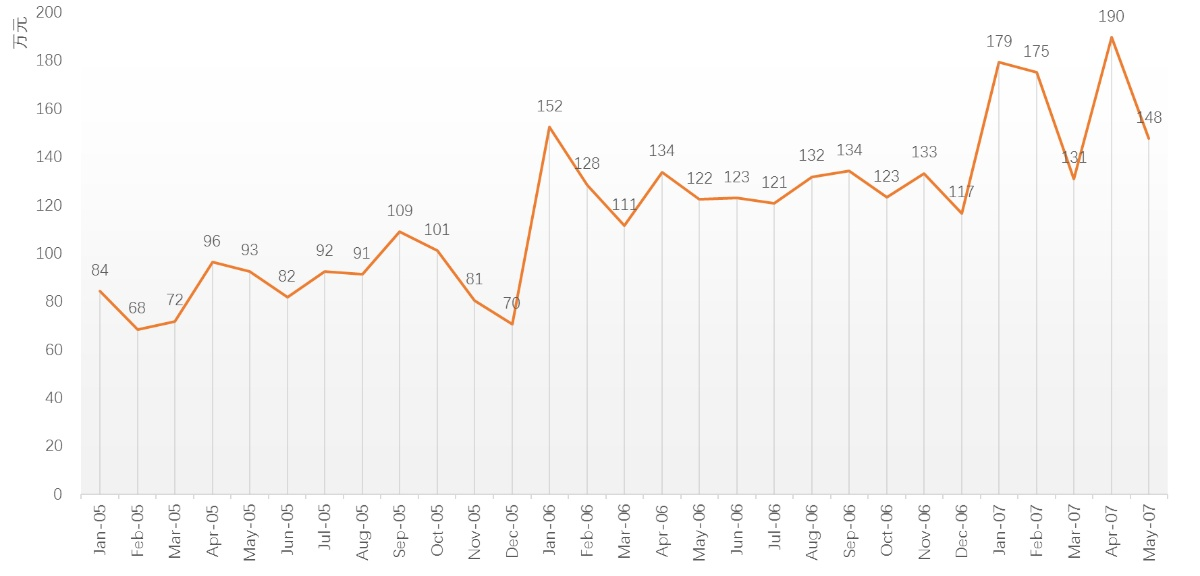 万元
200
180
160
140
120
100
80
60
40
20
0
84
68
72
96
93
82
92
91
109
101
81
70
152
128
111
134
122
123
121
132
134
123
133
117
179
175
131
190
148
Jan-05
Feb-05
Mar-05
Apr-05
May-05
Jun-05
Jul-05
Aug-05
Sep-05
Oct-05
Nov-05
Dec-05
Jan-06
Feb-06
Mar-06
Apr-06
May-06
Jun-06
Jul-06
Aug-06
Sep-06
Oct-06
Nov-06
Dec-06
Jan-07
Feb-07
Mar-07
Apr-07
May-07